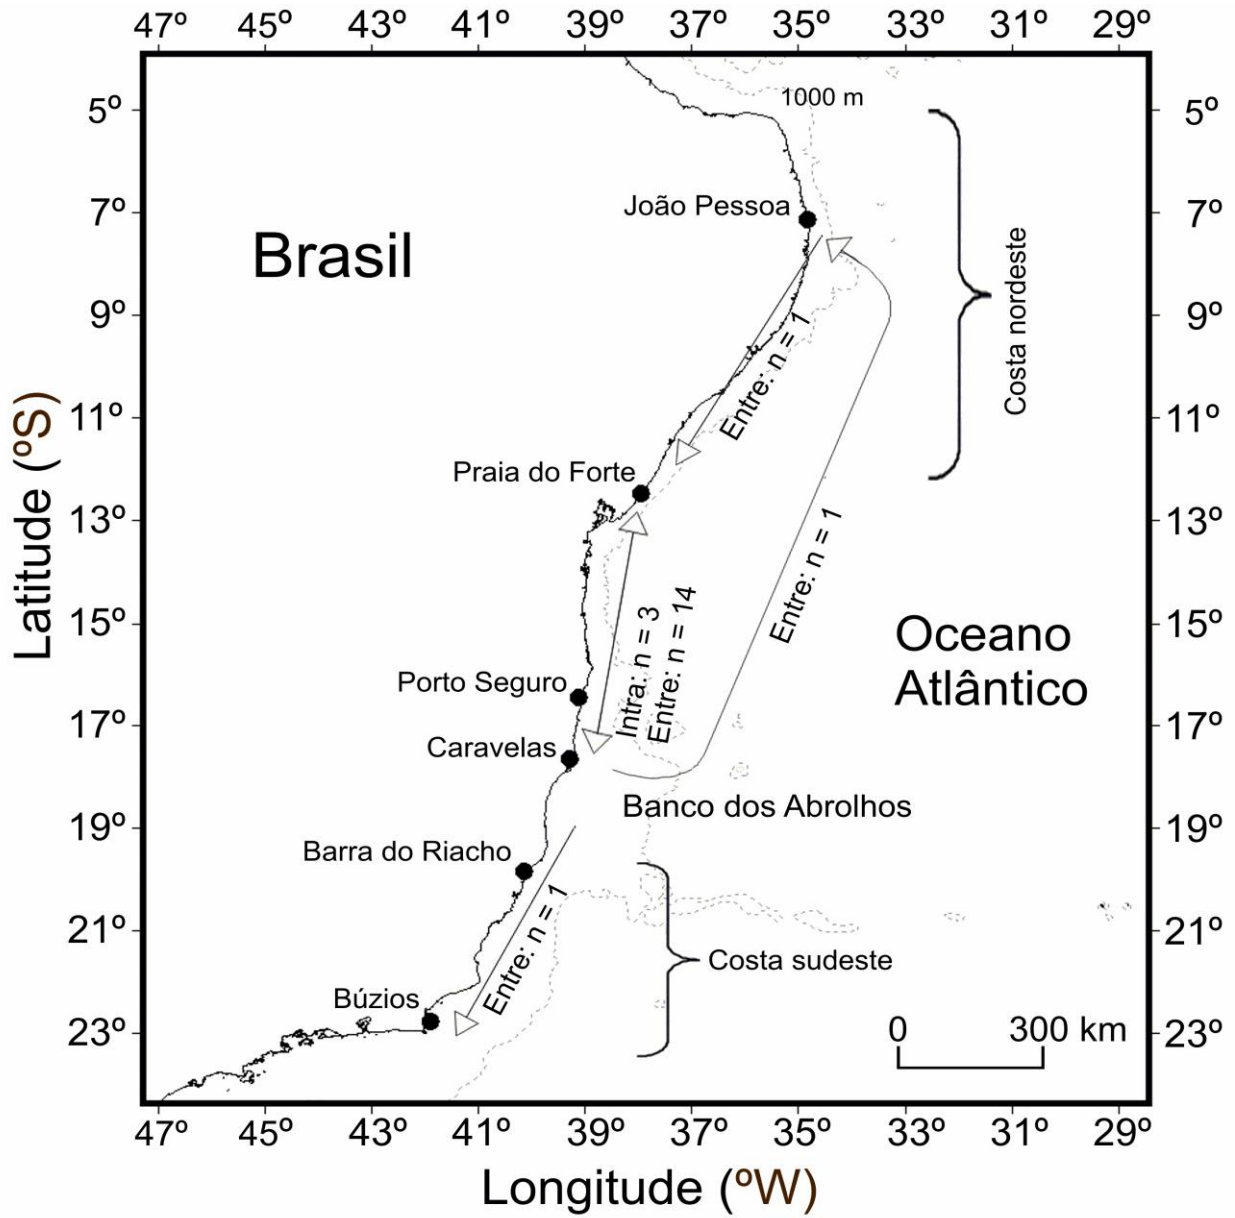 47º 45º 43º 41º 39º 37º 35º 33º 31º 29º
1000 m
5º 5º
João Pessoa
7º 7º
Brasil
Costa nordeste
9º 9º
Entre: n = 1
11º 11º
Praia do Forte
13º 13º
Entre: n = 1
Intra: n = 3
Entre: n = 14
15º 15º
Oceano
Atlântico
Porto Seguro
17º 17º
Caravelas
Banco dos Abrolhos
19º 19º
Barra do Riacho
Entre: n = 1
21º 21º
Costa sudeste
Búzios
23º 23º
0 300 km
Latitude (ºS)
47º 45º 43º 41º 39º 37º 35º 33º 31º 29º
Longitude (ºW)